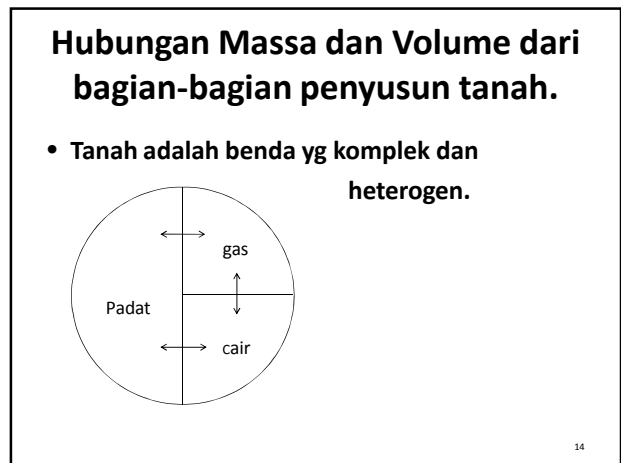 Hubungan Massa dan Volume dari
bagian-bagian penyusun tanah.
• Tanah adalah benda yg komplek dan
heterogen.
gas
Padat
cair
14